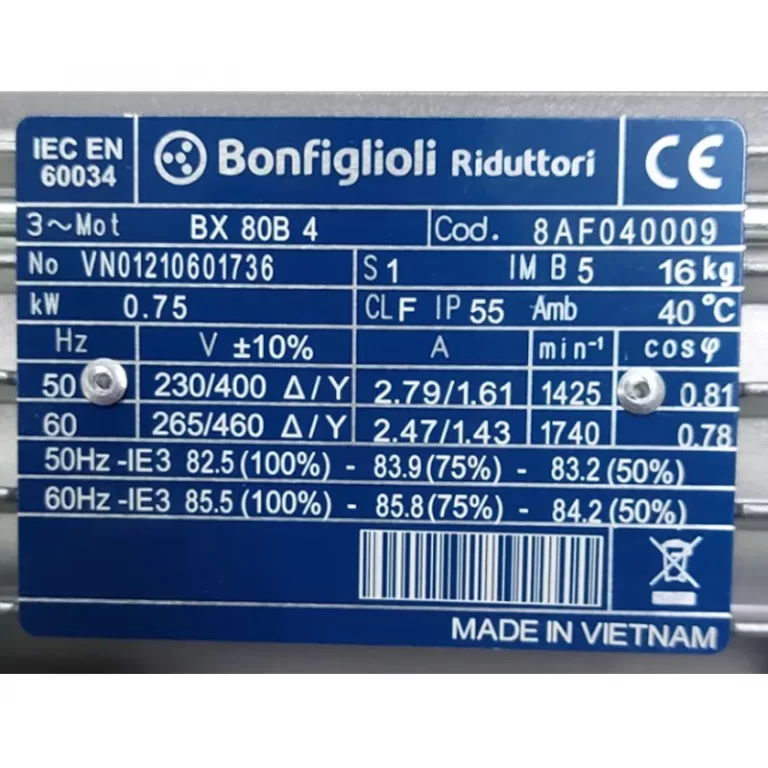 IEC EN
60034
Bonfiglioli Riduttori
CE
3~Mot BX 80B 4 Cod. 8AF040009
No VN01210601736 S1 IM B5 16kg
kW 0.75 CLF IP 55 Amb 40 °C
Hz V ±10% A min⁻¹ cosφ
50 230/400 Δ/Y 2.79/1.61 1425 0.81
60 265/460 Δ/Y 2.47/1.43 1740 0.78
50Hz-IE3 82.5(100%) - 83.9(75%) - 83.2(50%)
60Hz-IE3 85.5(100%) - 85.8(75%) - 84.2(50%)
MADE IN VIETNAM